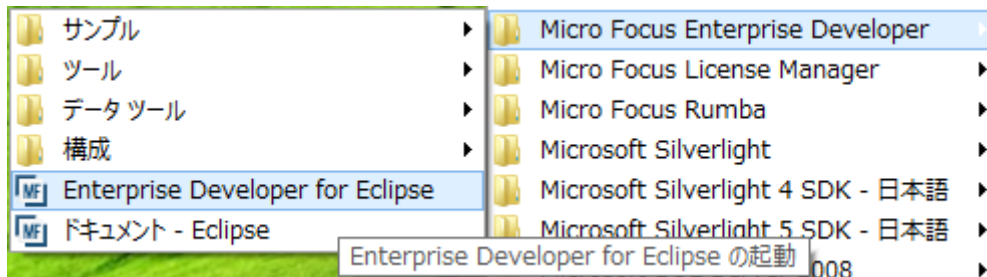 サンプル
ツール
データ ツール
構成
Enterprise Developer for Eclipse
ドキュメント - Eclipse
Micro Focus Enterprise Developer
Micro Focus License Manager
Micro Focus Rumba
Microsoft Silverlight
Microsoft Silverlight 4 SDK - 日本語
Microsoft Silverlight 5 SDK - 日本語
008
Enterprise Developer for Eclipse の起動